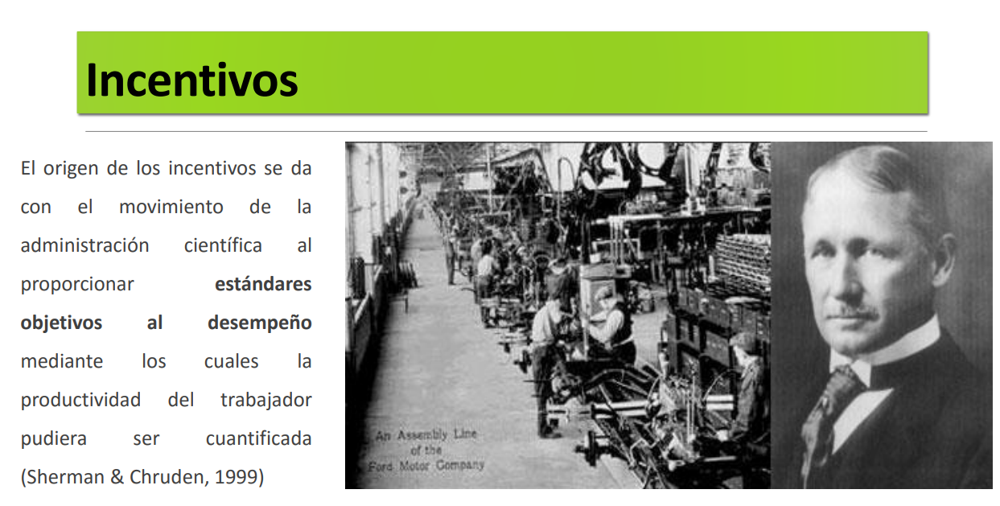 Incentivos
El origen de los incentivos se da
con el movimiento de la
administración científica al
proporcionar estándares
objetivos al desempeño
mediante los cuales la
productividad del trabajador
pudiera ser cuantificada
(Sherman & Chruden, 1999)
An Assembly Line
of the
Ford Motor Company